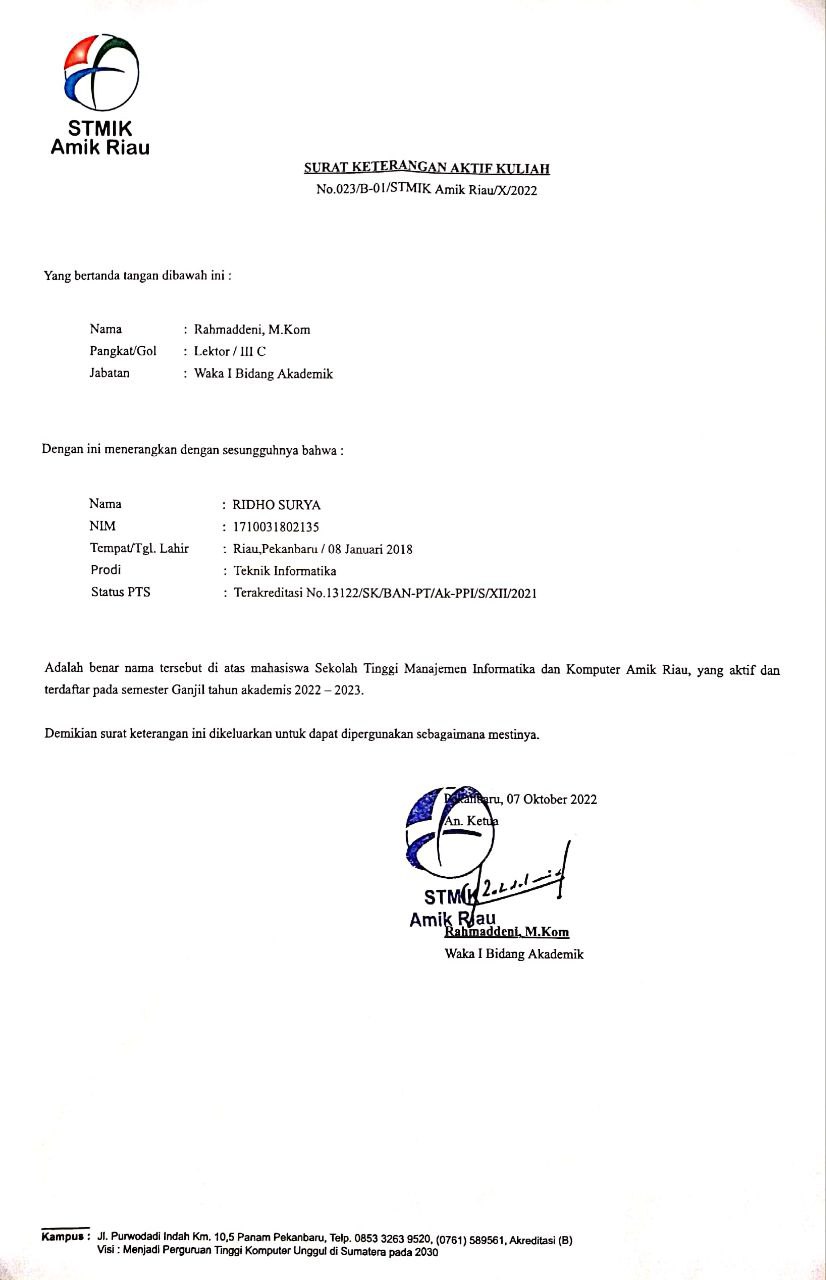 STMIK
Amik Riau
SURAT KETERANGAN AKTIF KULIAH
No.023/B-01/STMIK Amik Riau/X/2022
Yang bertanda tangan dibawah ini :
Nama : Rahmaddeni, M.Kom
Pangkat/Gol : Lektor / III C
Jabatan : Waka I Bidang Akademik
Dengan ini menerangkan dengan sesungguhnya bahwa :
Nama : RIDHO SURYA
NIM : 1710031802135
Tempat/Tgl. Lahir : Riau,Pekanbaru / 08 Januari 2018
Prodi : Teknik Informatika
Status PTS : Terakreditasi No.13122/SK/BAN-PT/Ak-PPI/S/XII/2021
Adalah benar nama tersebut di atas mahasiswa Sekolah Tinggi Manajemen Informatika dan Komputer Amik Riau, yang aktif dan
terdaftar pada semester Ganjil tahun akademis 2022 – 2023.
Demikian surat keterangan ini dikeluarkan untuk dapat dipergunakan sebagaimana mestinya.
Pekanbaru, 07 Oktober 2022
An. Ketua
STMIK
Amik Riau
Rahmaddeni, M.Kom
Waka I Bidang Akademik
Kampus : Jl. Purwodadi Indah Km. 10,5 Panam Pekanbaru, Telp. 0853 3263 9520, (0761) 589561, Akreditasi (B)
Visi : Menjadi Perguruan Tinggi Komputer Unggul di Sumatera pada 2030